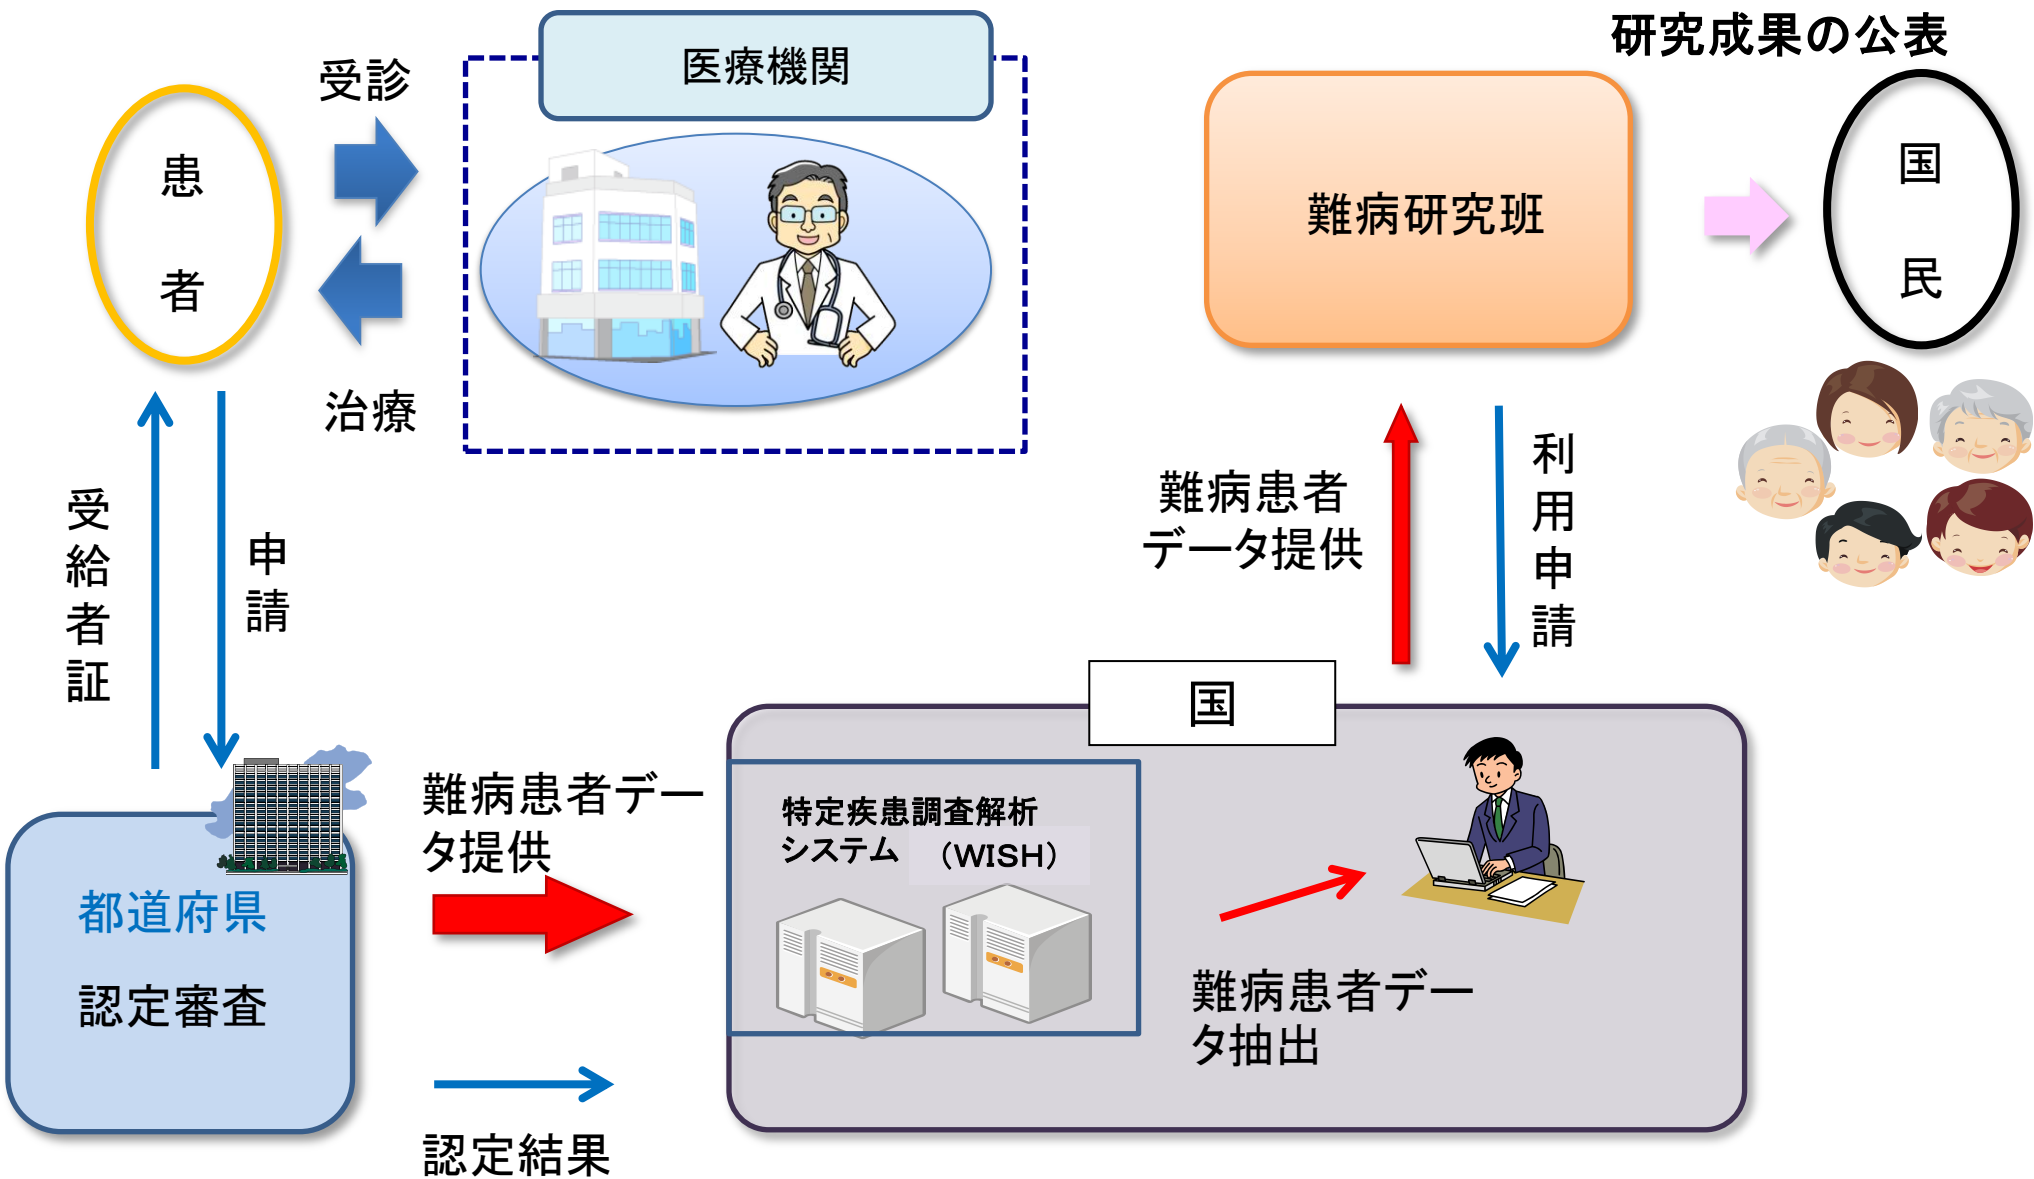 研究成果の公表
受診
医療機関
患
者
国
民
難病研究班
治療
受給者証
申請
難病患者
データ提供
利用申請
国
難病患者デー
タ提供
特定疾患調査解析
システム （WISH）
都道府県
認定審査
難病患者デー
タ抽出
認定結果